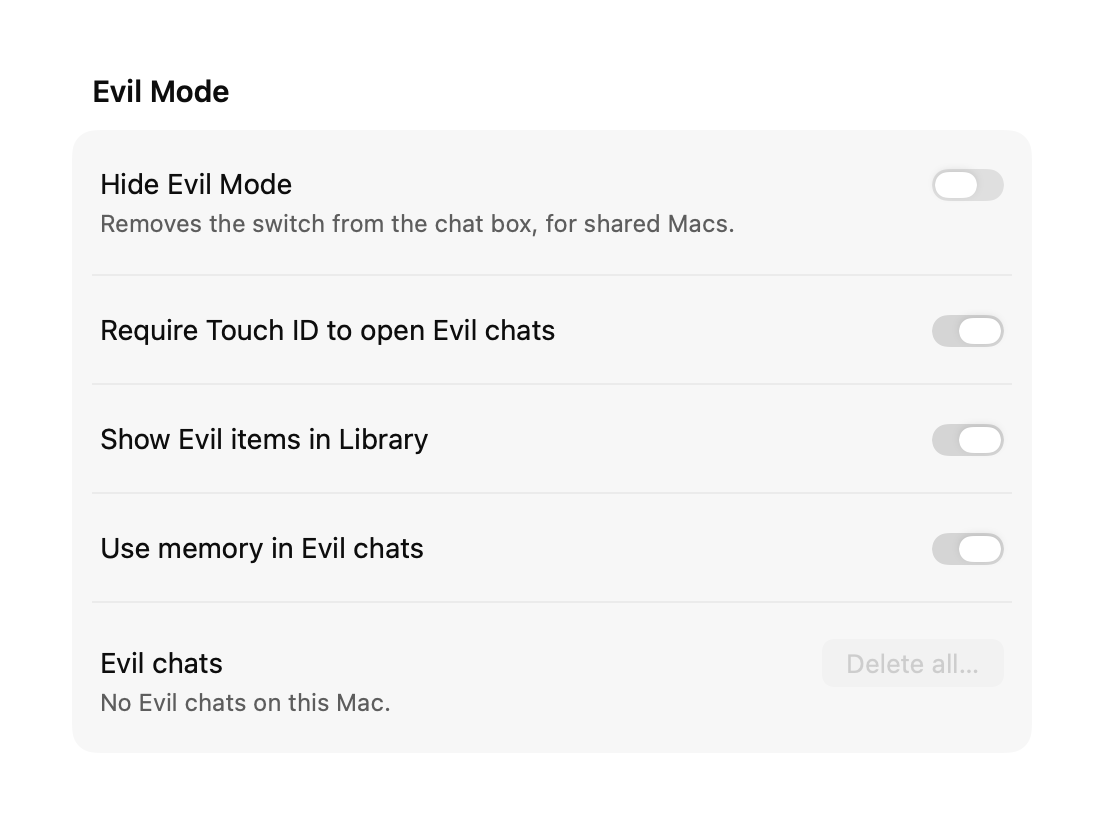 Evil Mode
Hide Evil Mode
Removes the switch from the chat box, for shared Macs.
Require Touch ID to open Evil chats
Show Evil items in Library
Use memory in Evil chats
Evil chats
Delete all...
No Evil chats on this Mac.